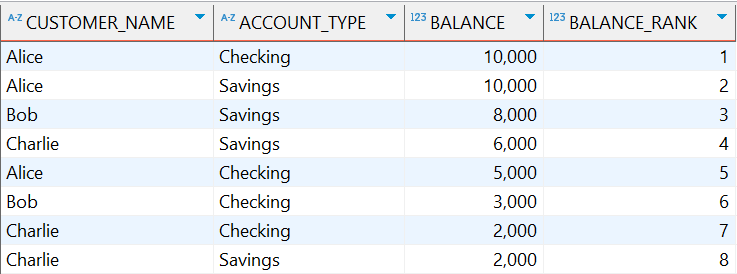 A-Z CUSTOMER_NAME A-Z ACCOUNT_TYPE 123 BALANCE 123 BALANCE_RANK
Alice Checking 10,000 1
Alice Savings 10,000 2
Bob Savings 8,000 3
Charlie Savings 6,000 4
Alice Checking 5,000 5
Bob Checking 3,000 6
Charlie Checking 2,000 7
Charlie Savings 2,000 8